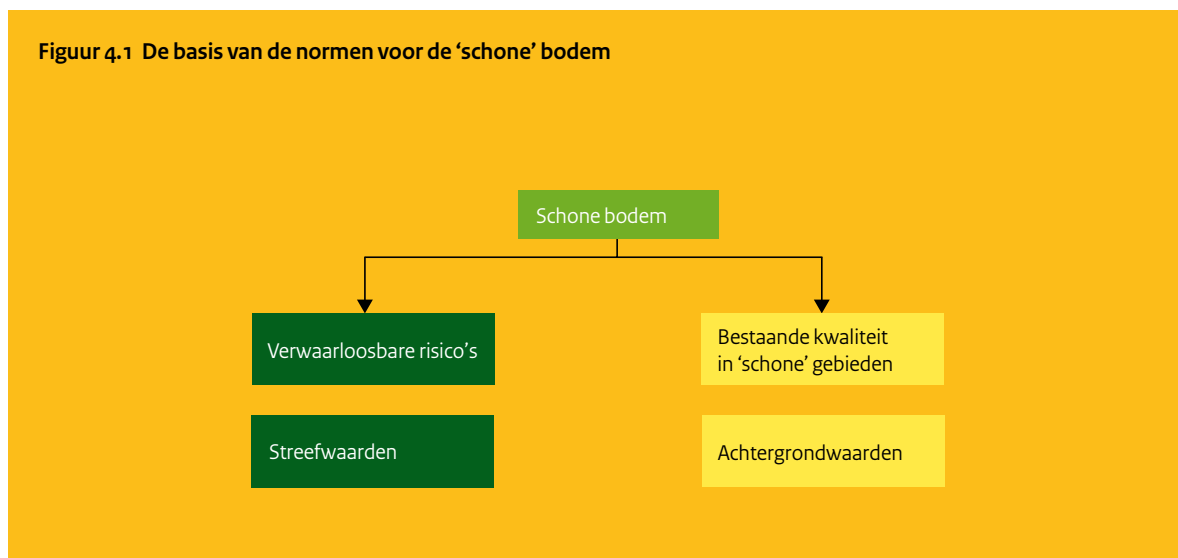 Figuur 4.1 De basis van de normen voor de ‘schone’ bodem
Schone bodem
Verwaarloosbare risico’s
Bestaande kwaliteit
in ‘schone’ gebieden
Streefwaarden
Achtergrondwaarden